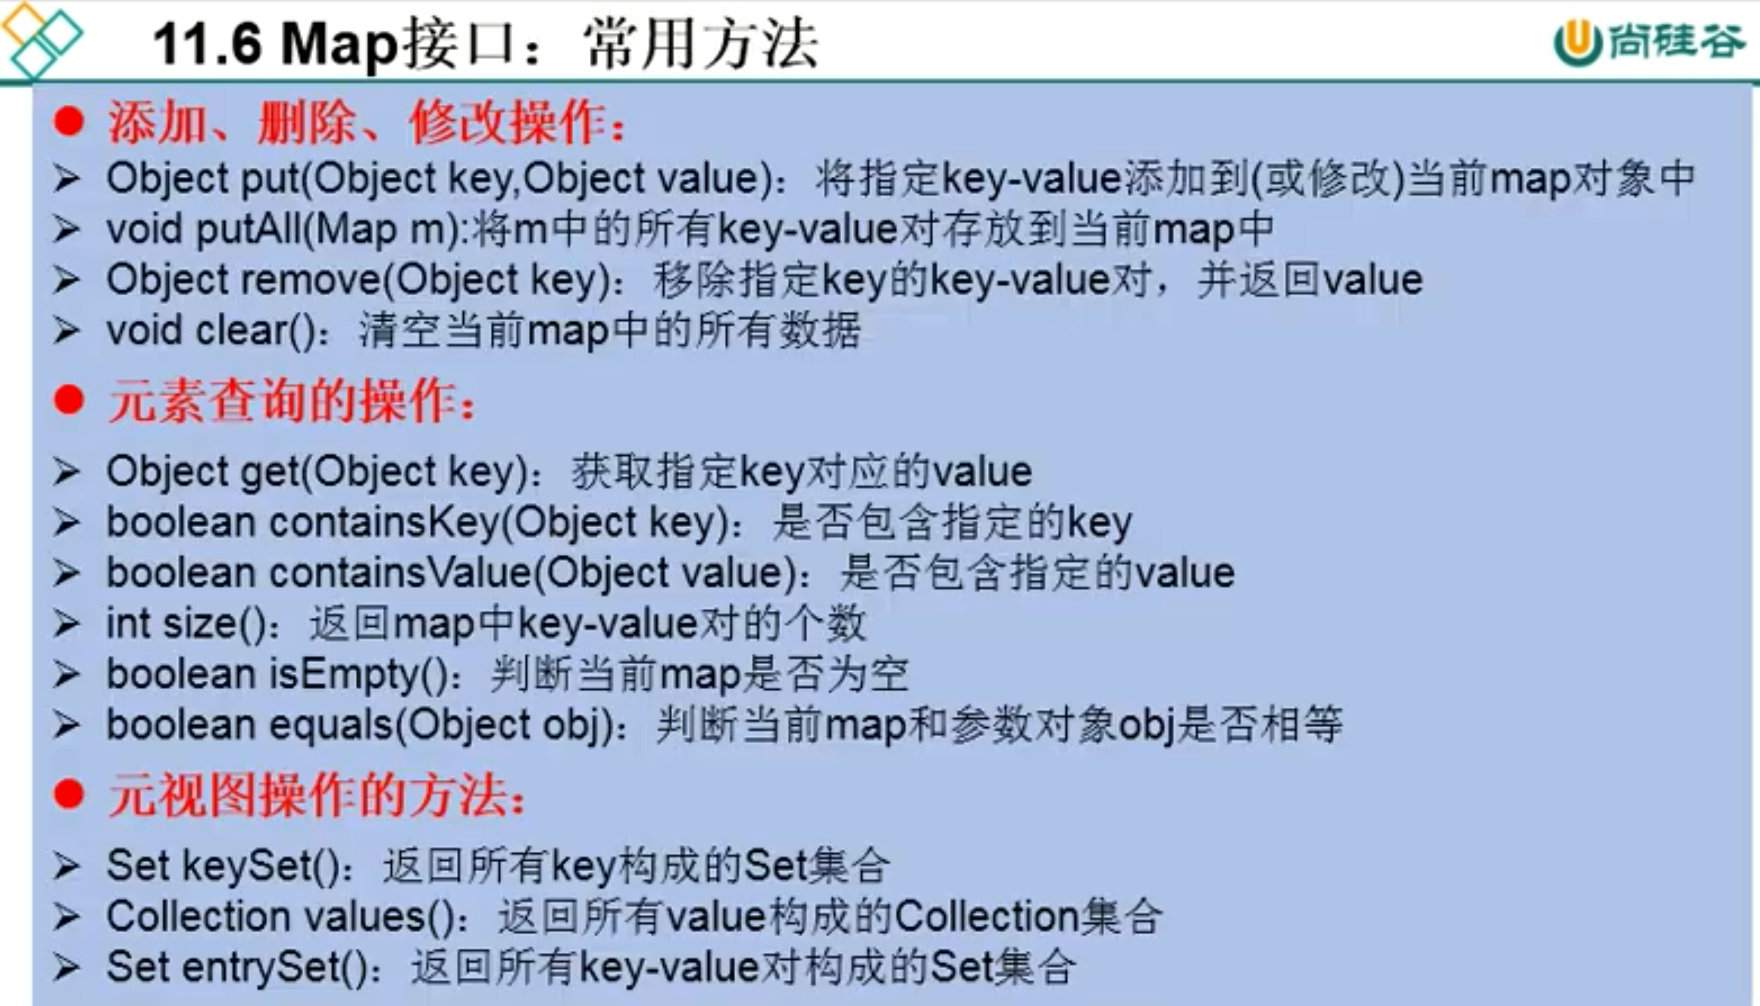 11.6 Map接口：常用方法
尚硅谷
添加、删除、修改操作：
Object put(Object key,Object value)：将指定key-value添加到(或修改)当前map对象中
void putAll(Map m):将m中的所有key-value对存放到当前map中
Object remove(Object key)：移除指定key的key-value对，并返回value
void clear()：清空当前map中的所有数据
元素查询的操作：
Object get(Object key)：获取指定key对应的value
boolean containsKey(Object key)：是否包含指定的key
boolean containsValue(Object value)：是否包含指定的value
int size()：返回map中key-value对的个数
boolean isEmpty()：判断当前map是否为空
boolean equals(Object obj)：判断当前map和参数对象obj是否相等
元视图操作的方法：
Set keySet()：返回所有key构成的Set集合
Collection values()：返回所有value构成的Collection集合
Set entrySet()：返回所有key-value对构成的Set集合